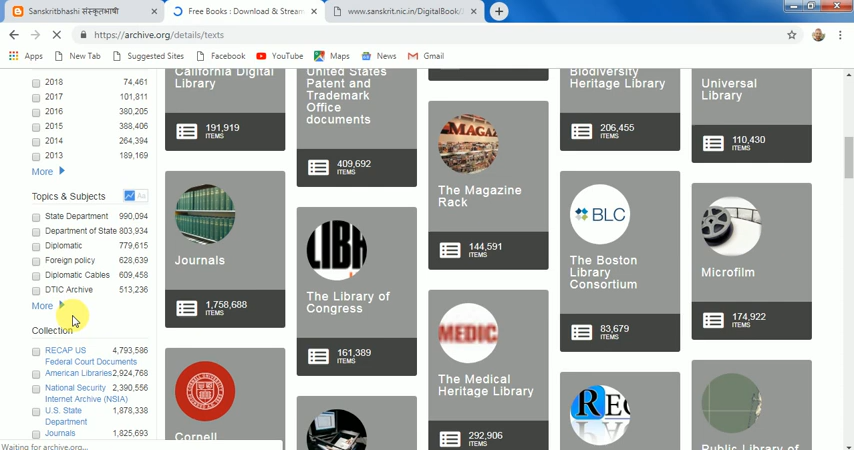 Sanskritbhashi संस्कृतभाषी
Free Books : Download & Stream
www.sanskrit.nic.in/DigitalBook/
https://archive.org/details/texts
Apps
New Tab
Suggested Sites
Facebook
YouTube
Maps
News
Gmail
2018 74,461
2017 101,811
2016 380,205
2015 388,406
2014 264,394
2013 189,169
More
Topics & Subjects
State Department 990,094
Department of State 803,934
Diplomatic 779,615
Foreign policy 628,639
Diplomatic Cables 609,458
DTIC Archive 513,236
More
Collection
RECAP US 4,793,586
Federal Court Documents
American Libraries 2,924,768
National Security 2,390,556
Internet Archive (NSIA)
U.S. State 1,878,338
Department
Journals 1,825,693
Waiting for archive.org...
California Digital
Library
191,919
ITEMS
Journals
1,758,688
ITEMS
Cornell
United States
Patent and
Trademark
Office
documents
409,692
ITEMS
LIBR
The Library of
Congress
161,389
ITEMS
MAGAZ
The Magazine
Rack
144,591
ITEMS
MEDIC
The Medical
Heritage Library
292,906
ITEMS
Biodiversity
Heritage Library
206,455
ITEMS
BLC
The Boston
Library
Consortium
83,679
ITEMS
REC
Universal
Library
110,430
ITEMS
Microfilm
174,922
ITEMS
Public Library of